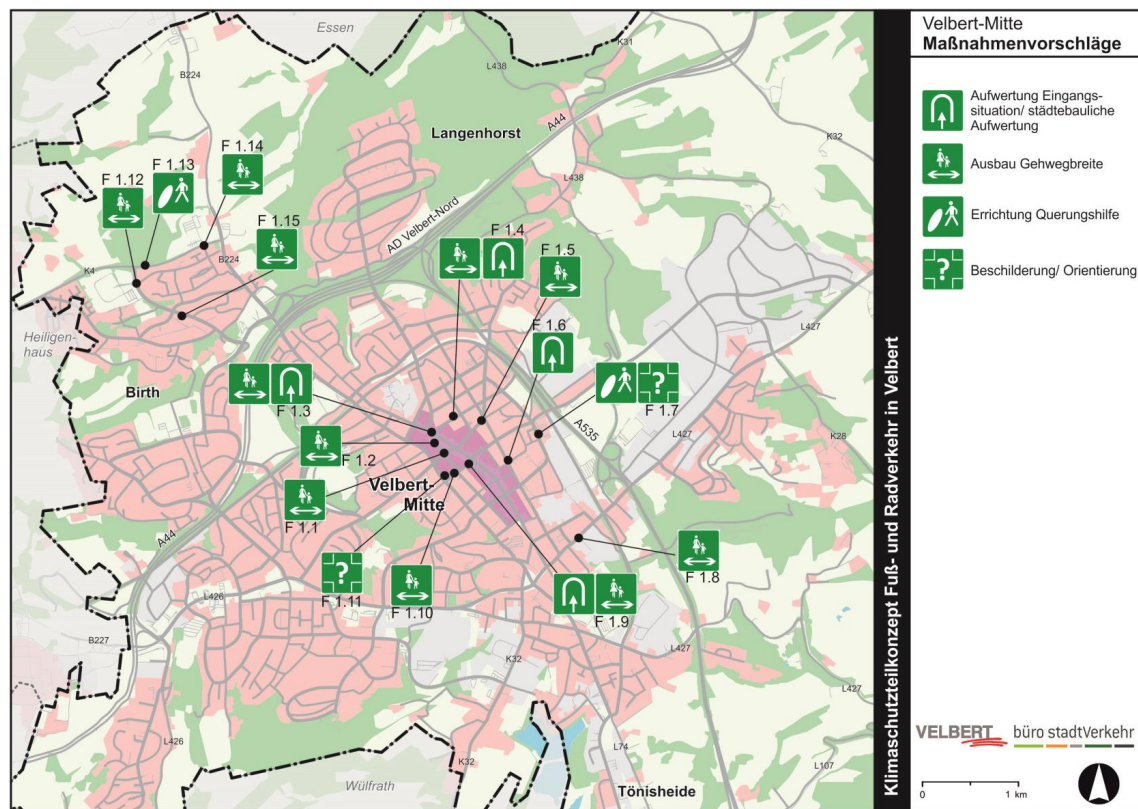 Velbert-Mitte
Maßnahmenvorschläge
Aufwertung Eingangs-
situation/ städtebauliche
Aufwertung
Ausbau Gehwegbreite
Errichtung Querungshilfe
?
Beschilderung/ Orientierung
Klimaschutzteilkonzept Fuß- und Radverkehr in Velbert
VELBERT
büro stadtVerkehr
0
1 km
Essen
K31
B224
L438
Langenhorst
A44
K32
F 1.14
F 1.13
F 1.12
L438
F 1.15
AD Velbert-Nord
F 1.4
F 1.5
B224
K4
F 1.6
L427
Heiligen-
haus
Birth
?
F 1.3
F 1.7
A535
L427
K28
F 1.2
Velbert-
Mitte
F 1.1
A44
?
F 1.11
F 1.10
F 1.9
F 1.8
L426
B227
K32
L427
L427
L426
K32
L74
L107
Wülfrath
Tönisheide